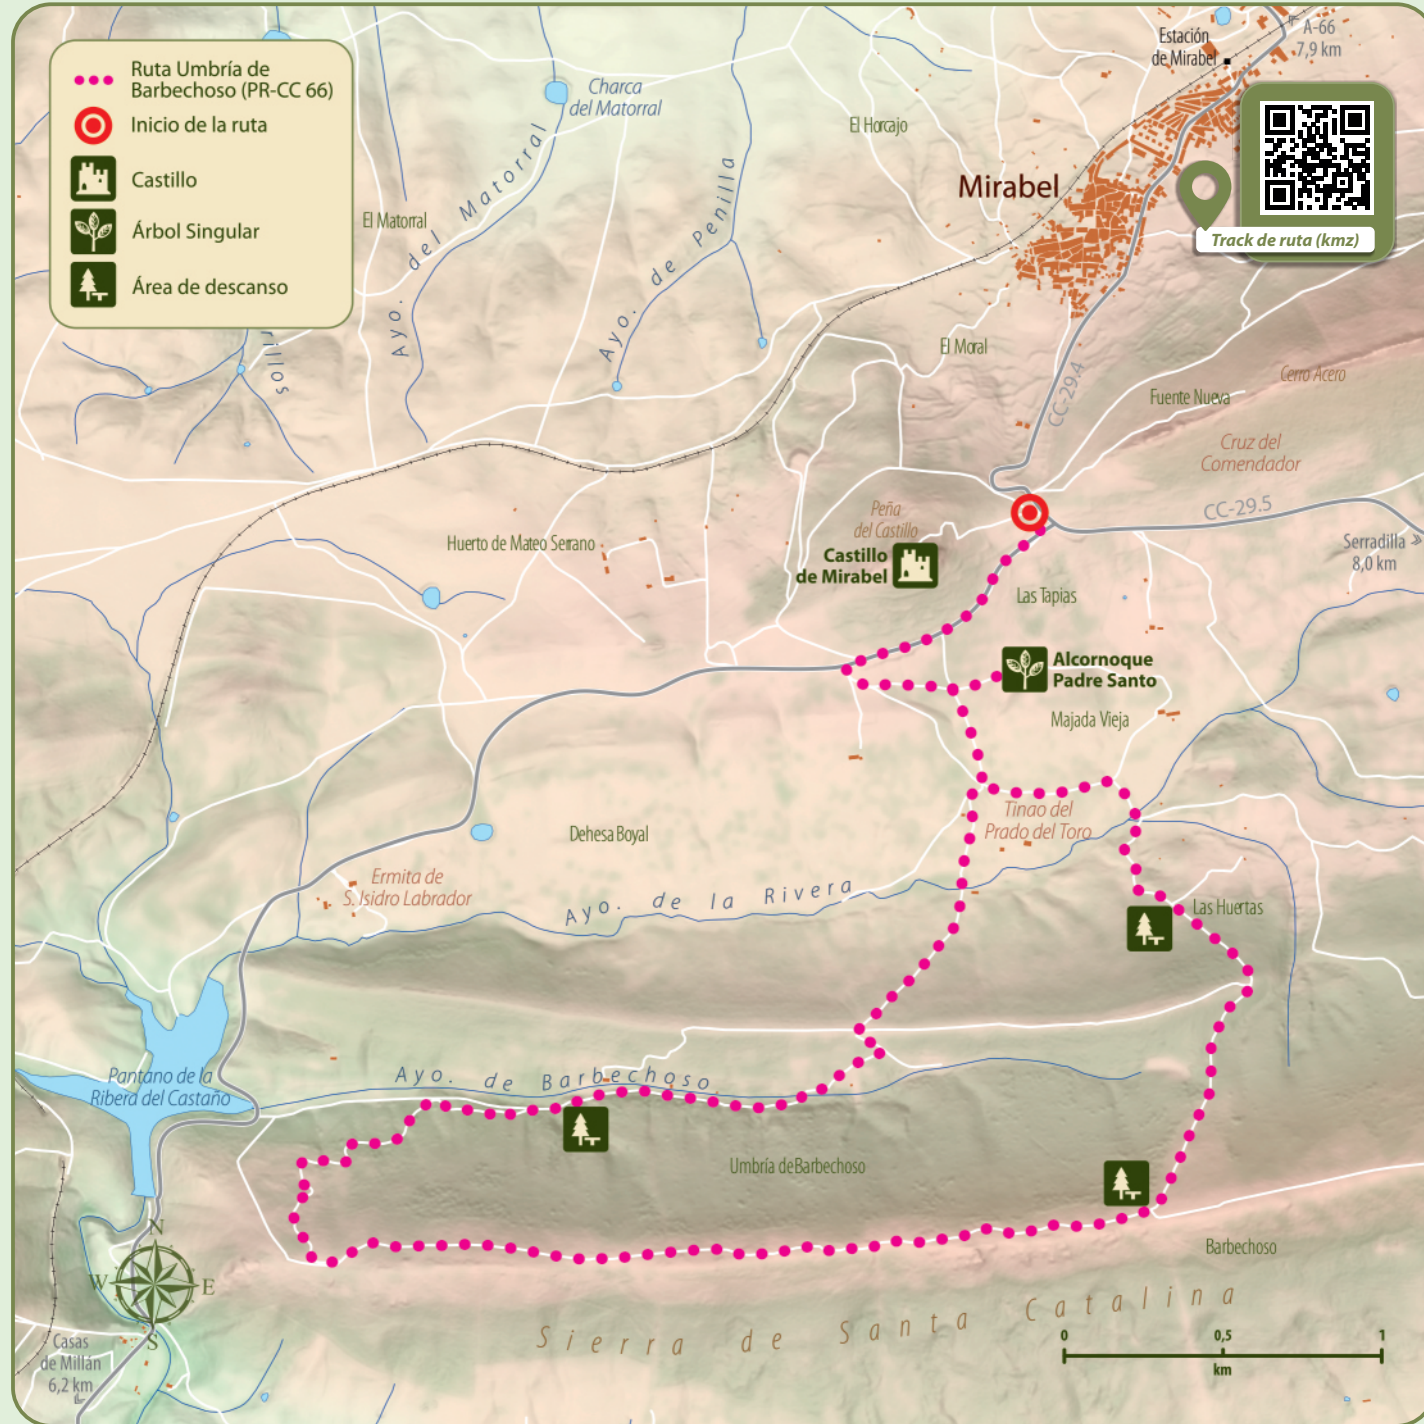 Ruta Umbría de
Barbechoso (PR-CC 66)
Inicio de la ruta
Castillo
Árbol Singular
Área de descanso
Charca
del Matorral
El Horcajo
Estación
de Mirabel
A-66
7,9 km
Mirabel
Track de ruta (kmz)
El Matorral
Ayo. del Matorral
Ayo. de Penilla
rillos
El Moral
CC-29.4
Cerro Acero
Fuente Nueva
Cruz del
Comendador
CC-29.5
Serradilla
8,0 km
Peña
del Castillo
Huerto de Mateo Serrano
Castillo
de Mirabel
Las Tapias
Alcornoque
Padre Santo
Majada Vieja
Tinao del
Prado del Toro
Dehesa Boyal
Ermita de
S. Isidro Labrador
Ayo. de la Rivera
Las Huertas
Pantano de la
Ribera del Castaño
Ayo. de Barbechoso
Umbría de Barbechoso
Barbechoso
Sierra de Santa Catalina
N
W
E
S
Casas
de Millán
6,2 km
0
0,5
1
km